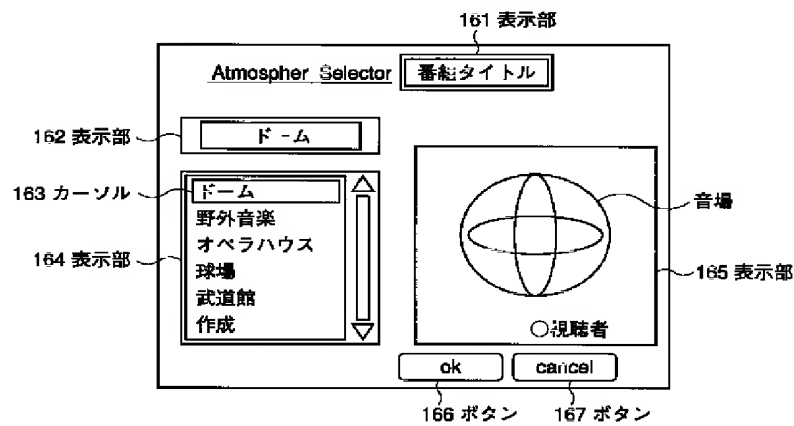 161 表示部
Atmospher Selector
番組タイトル
162 表示部
ドーム
163 カーソル
ドーム
野外音楽
オペラハウス
164 表示部
球場
武道館
作成
音場
165 表示部
○視聴者
ok
cancel
166 ボタン
167 ボタン